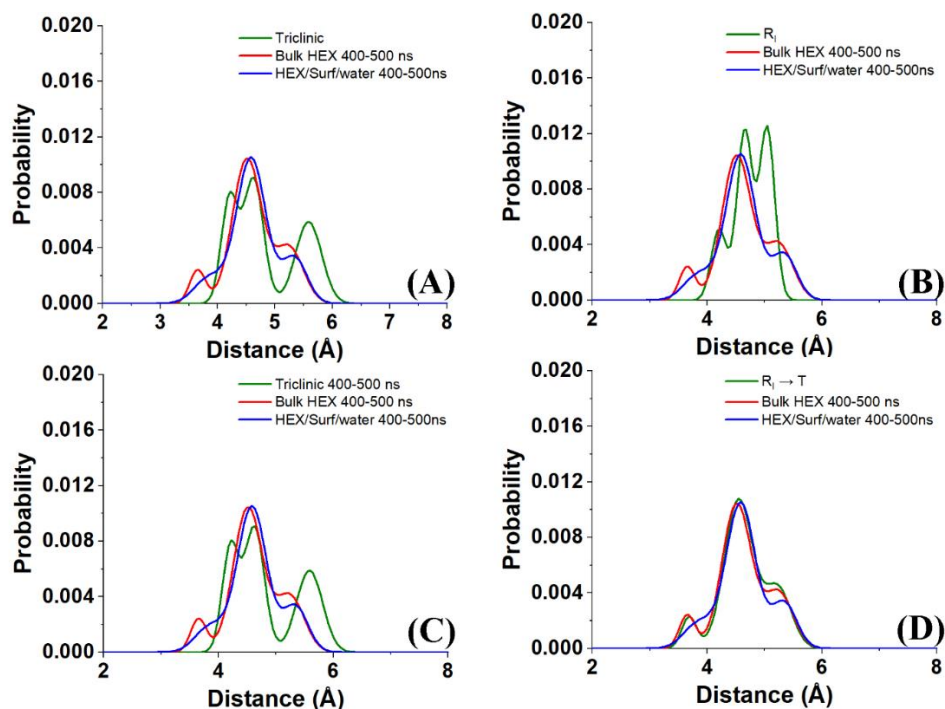 0.020
0.016
0.012
0.008
0.004
0.000
Probability
2 3 4 5 6 7 8
Distance (Å)
Triclinic
Bulk HEX 400-500 ns
HEX/Surf/water 400-500ns
(A)
0.020
0.016
0.012
0.008
0.004
0.000
Probability
2 4 6 8
Distance (Å)
R_I
Bulk HEX 400-500 ns
HEX/Surf/water 400-500ns
(B)
0.020
0.016
0.012
0.008
0.004
0.000
Probability
2 3 4 5 6 7 8
Distance (Å)
Triclinic 400-500 ns
Bulk HEX 400-500 ns
HEX/Surf/water 400-500ns
(C)
0.020
0.016
0.012
0.008
0.004
0.000
Probability
2 4 6 8
Distance (Å)
R_I → T
Bulk HEX 400-500 ns
HEX/Surf/water 400-500ns
(D)